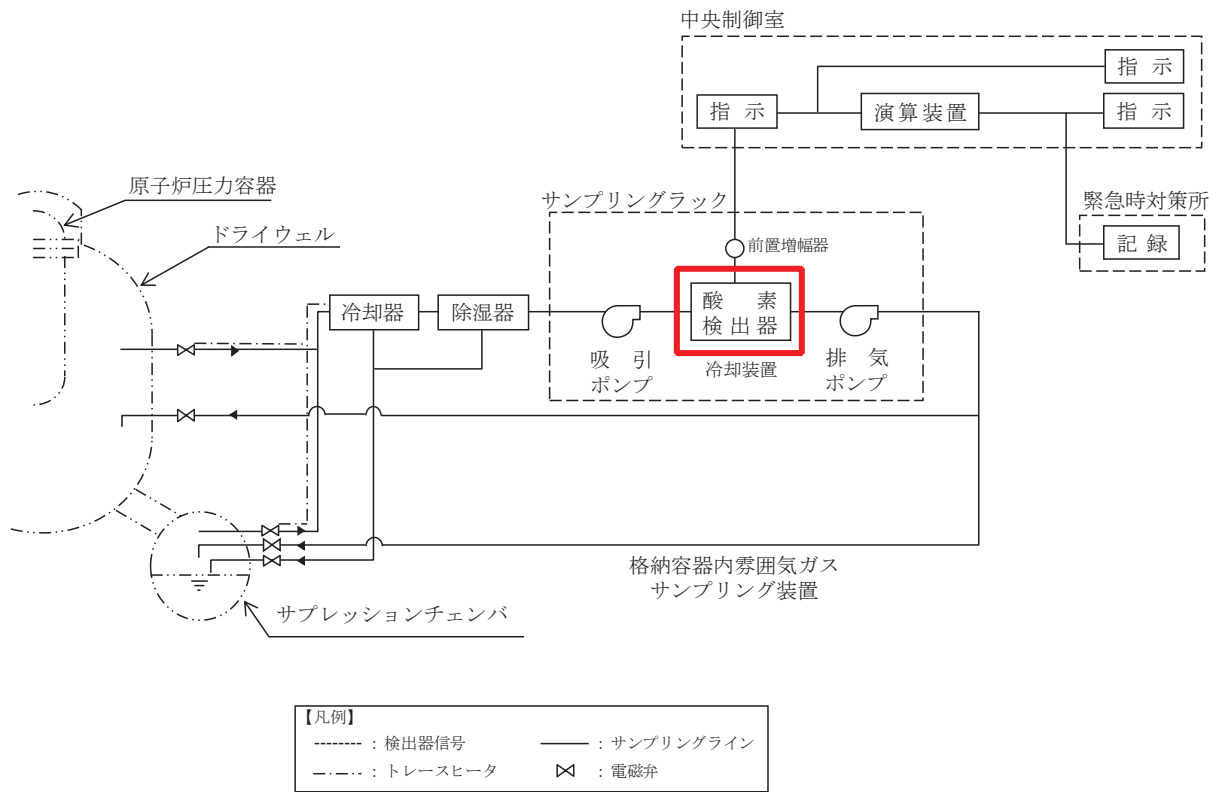 中央制御室
指示
指示
演算装置
指示
原子炉圧力容器
サンプリングラック
緊急時対策所
ドライウェル
前置増幅器
記録
冷却器
除湿器
酸素
検出器
吸引
ポンプ
冷却装置
排気
ポンプ
格納容器内雰囲気ガス
サンプリング装置
サプレッションチェンバ
【凡例】
：検出器信号
：サンプリングライン
：トレースヒータ
：電磁弁